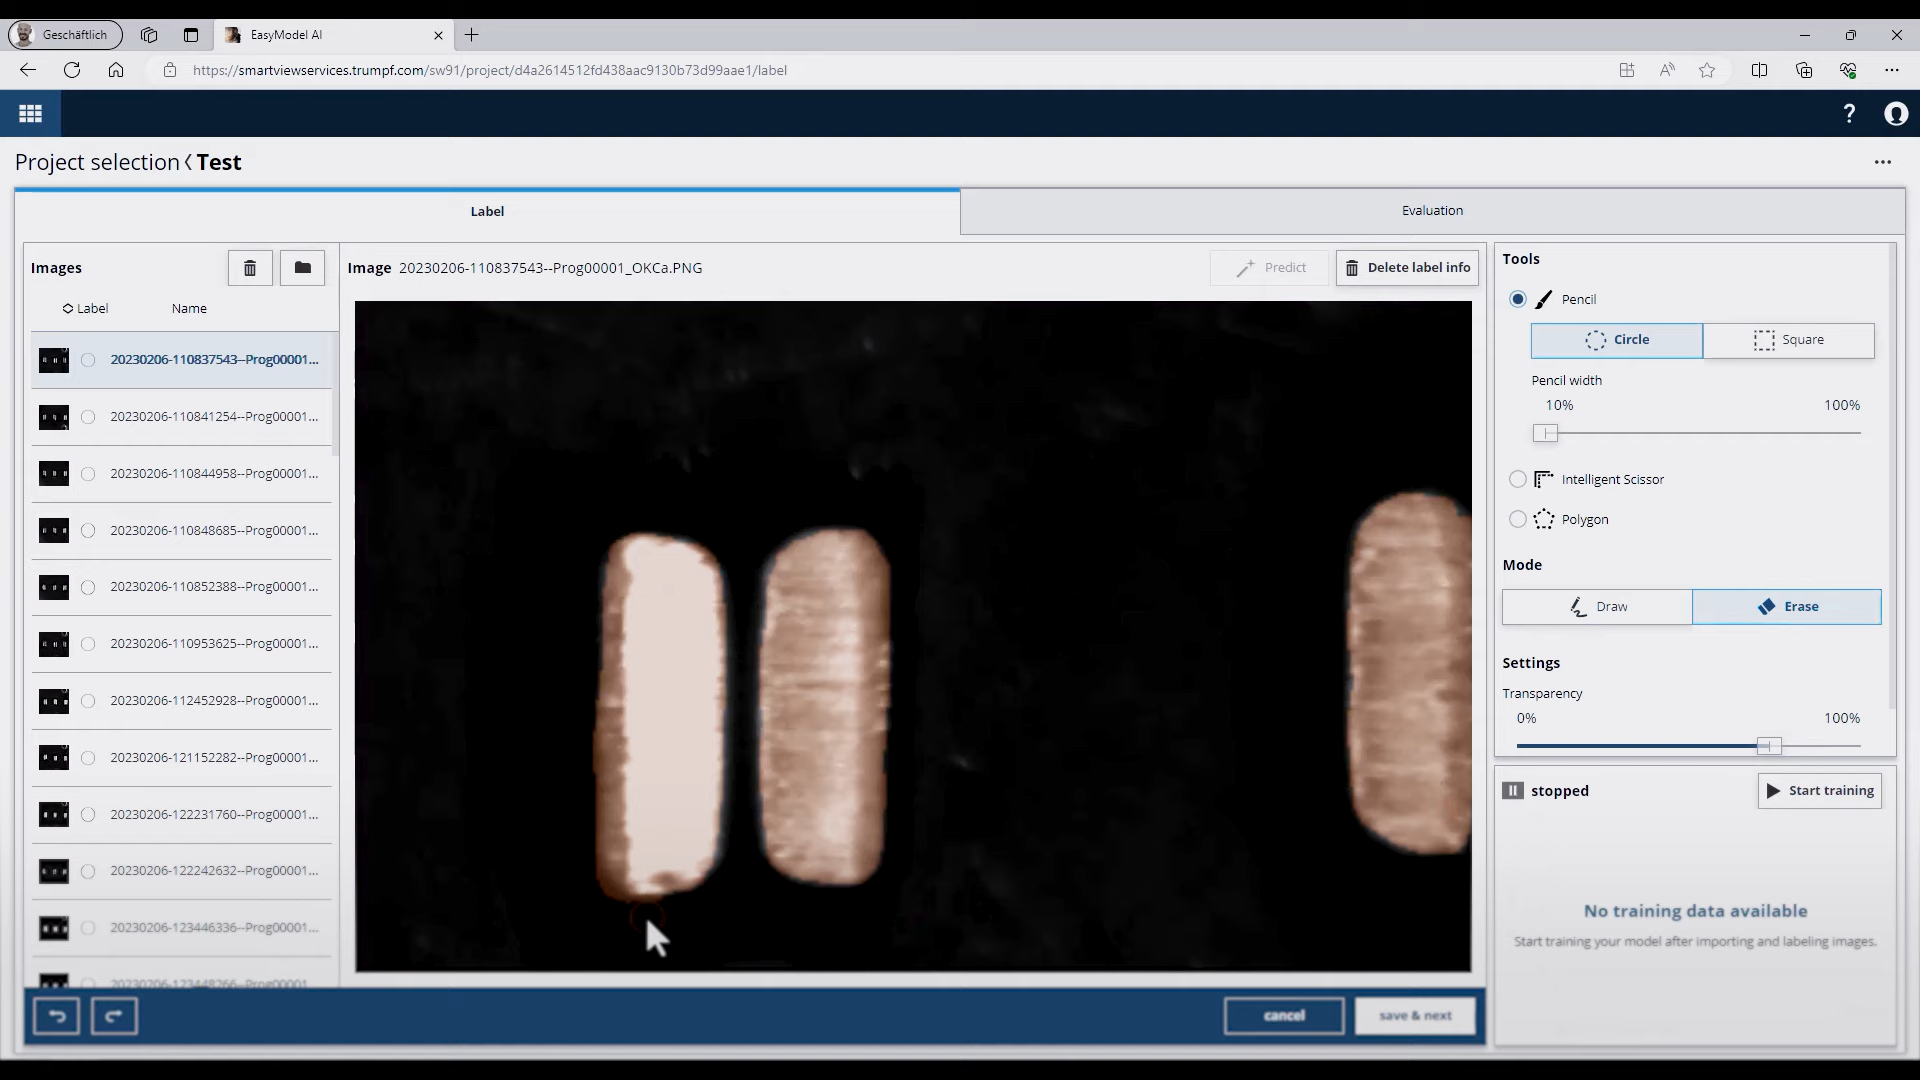 Geschäftlich
EasyModel AI
https://smartviewservices.trumpf.com/sw91/project/d4a2614512fd438aac9130b73d99aae1/label
?
Project selection Test
Label
Evaluation
Images
Image 20230206-110837543--Prog00001_OKCa.PNG
Predict
Delete label info
Label Name
20230206-110837543--Prog00001...
20230206-110841254--Prog00001...
20230206-110844958--Prog00001...
20230206-110848685--Prog00001...
20230206-110852388--Prog00001...
20230206-110953625--Prog00001...
20230206-112452928--Prog00001...
20230206-121152282--Prog00001...
20230206-122231760--Prog00001...
20230206-122242632--Prog00001...
20230206-123446336--Prog00001...
20230206-123448266--Prog00001...
Tools
Pencil
Circle
Square
Pencil width
10% 100%
Intelligent Scissor
Polygon
Mode
Draw
Erase
Settings
Transparency
0% 100%
stopped
Start training
No training data available
Start training your model after importing and labeling images.
cancel
save & next